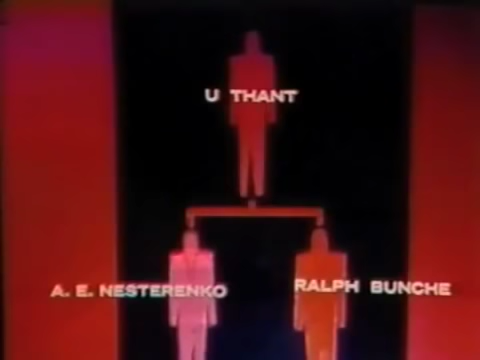 U THANT
A. E. NESTERENKO
RALPH BUNCHE